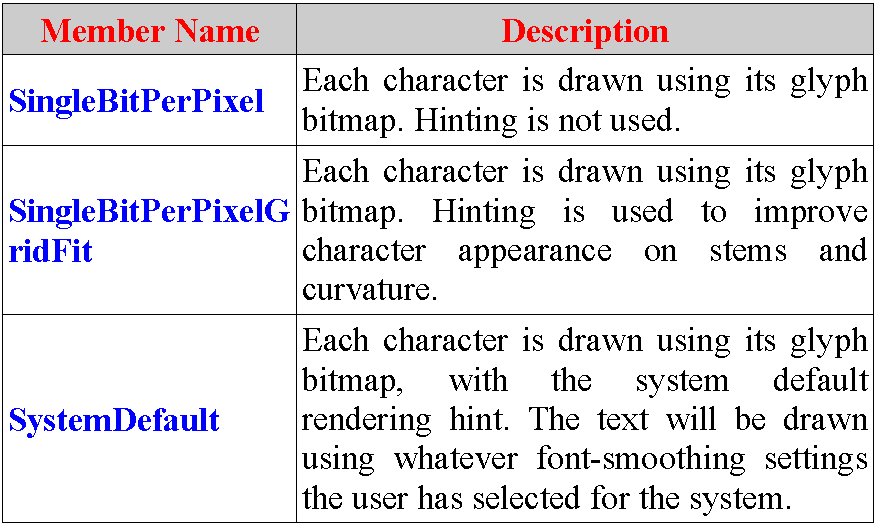 Member Name
Description
SingleBitPerPixel
Each character is drawn using its glyph
bitmap. Hinting is not used.
SingleBitPerPixelG
ridFit
Each character is drawn using its glyph
bitmap. Hinting is used to improve
character appearance on stems and
curvature.
SystemDefault
Each character is drawn using its glyph
bitmap, with the system default
rendering hint. The text will be drawn
using whatever font-smoothing settings
the user has selected for the system.